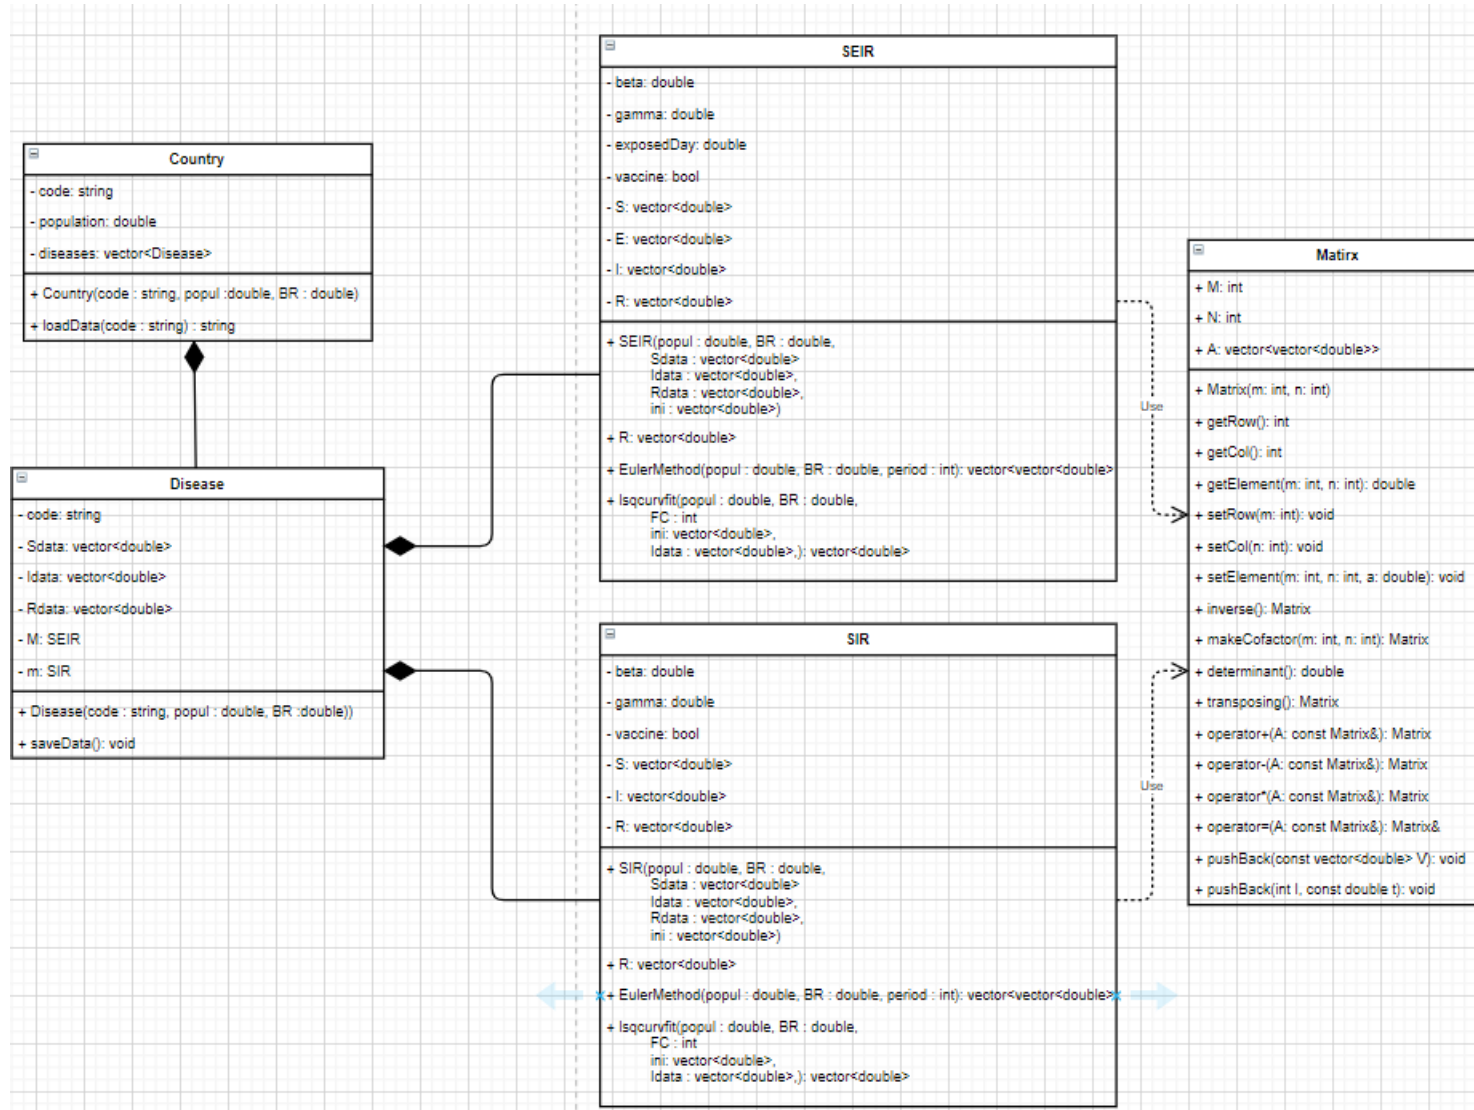 Country
- code: string
- population: double
- diseases: vector<Disease>
+ Country(code : string, popul :double, BR : double)
+ loadData(code : string) : string
Disease
- code: string
- Sdata: vector<double>
- Idata: vector<double>
- Rdata: vector<double>
- M: SEIR
- m: SIR
+ Disease(code : string, popul : double, BR :double))
+ saveData(): void
SEIR
- beta: double
- gamma: double
- exposedDay: double
- vaccine: bool
- S: vector<double>
- E: vector<double>
- I: vector<double>
- R: vector<double>
+ SEIR(popul : double, BR : double,
Sdata : vector<double>
Idata : vector<double>,
Rdata : vector<double>,
ini : vector<double>)
+ R: vector<double>
+ EulerMethod(popul : double, BR : double, period : int): vector<vector<double>
+ lsqcurvfit(popul : double, BR : double,
FC : int
ini: vector<double>,
Idata : vector<double>,): vector<double>
SIR
- beta: double
- gamma: double
- vaccine: bool
- S: vector<double>
- I: vector<double>
- R: vector<double>
+ SIR(popul : double, BR : double,
Sdata : vector<double>
Idata : vector<double>,
Rdata : vector<double>,
ini : vector<double>)
+ R: vector<double>
+ EulerMethod(popul : double, BR : double, period : int): vector<vector<double>
+ lsqcurvfit(popul : double, BR : double,
FC : int
ini: vector<double>,
Idata : vector<double>,): vector<double>
Use
Use
Matirx
+ M: int
+ N: int
+ A: vector<vector<double>>
+ Matrix(m: int, n: int)
+ getRow(): int
+ getCol(): int
+ getElement(m: int, n: int): double
+ setRow(m: int): void
+ setCol(n: int): void
+ setElement(m: int, n: int, a: double): void
+ inverse(): Matrix
+ makeCofactor(m: int, n: int): Matrix
+ determinant(): double
+ transposing(): Matrix
+ operator+(A: const Matrix&): Matrix
+ operator-(A: const Matrix&): Matrix
+ operator*(A: const Matrix&): Matrix
+ operator=(A: const Matrix&): Matrix&
+ pushBack(const vector<double> V): void
+ pushBack(int l, const double t): void